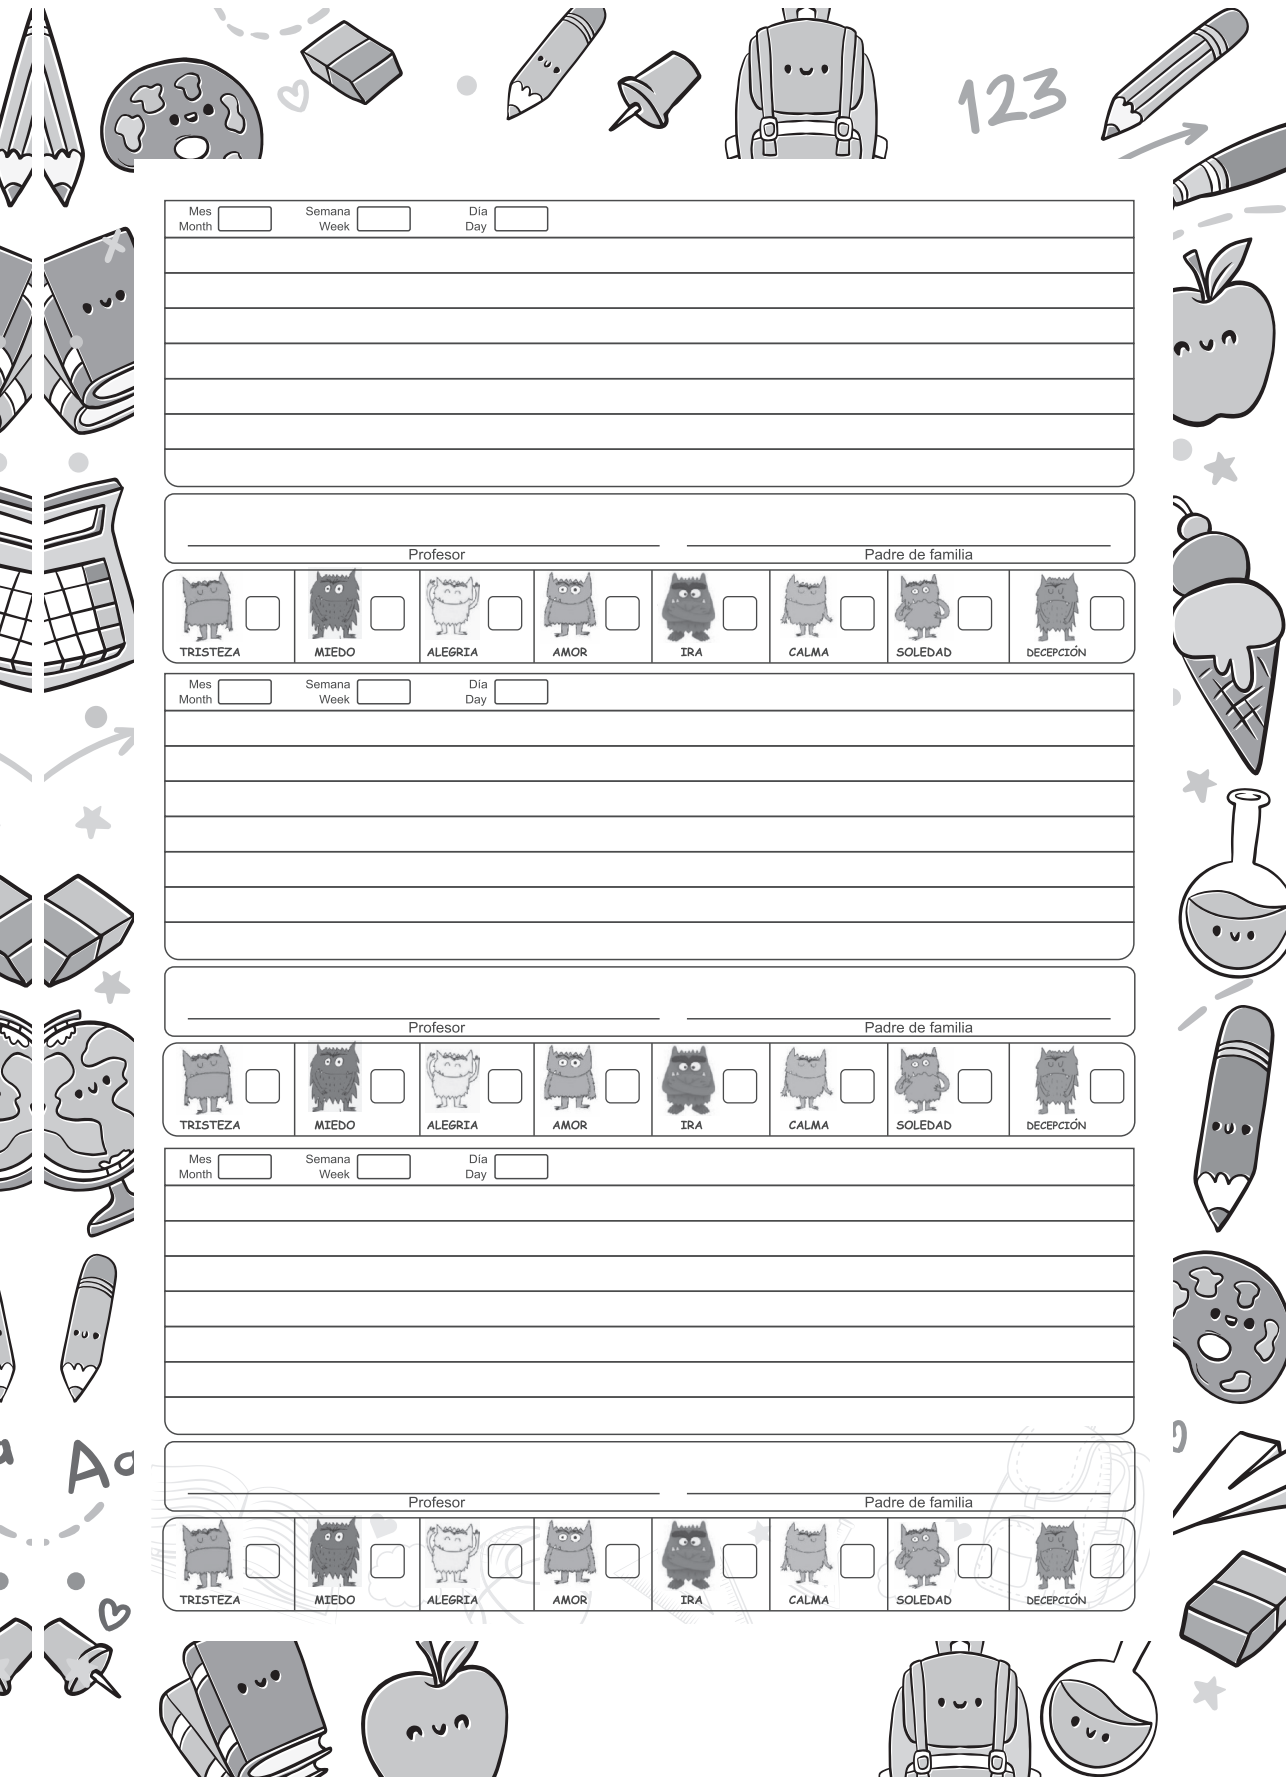 123
Mes Semana Día
Month Week Day
Profesor Padre de familia
TRISTEZA MIEDO ALEGRIA AMOR IRA CALMA SOLEDAD DECEPCIÓN
Mes Semana Día
Month Week Day
Profesor Padre de familia
TRISTEZA MIEDO ALEGRIA AMOR IRA CALMA SOLEDAD DECEPCIÓN
Mes Semana Día
Month Week Day
Aa
Profesor Padre de familia
TRISTEZA MIEDO ALEGRIA AMOR IRA CALMA SOLEDAD DECEPCIÓN